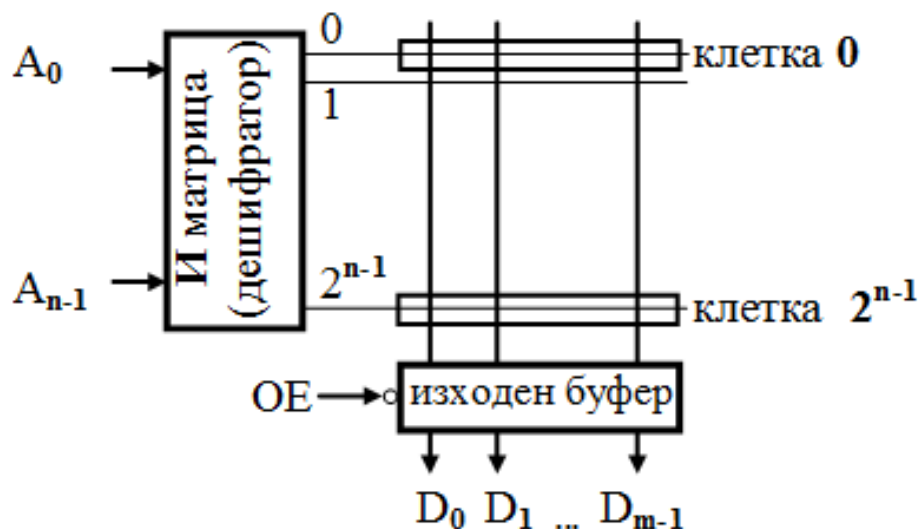 0
A0
клетка 0
1
И матрица
(дешифратор)
An-1
2n-1
клетка 2n-1
OE
изходен буфер
D0 D1 ... Dm-1